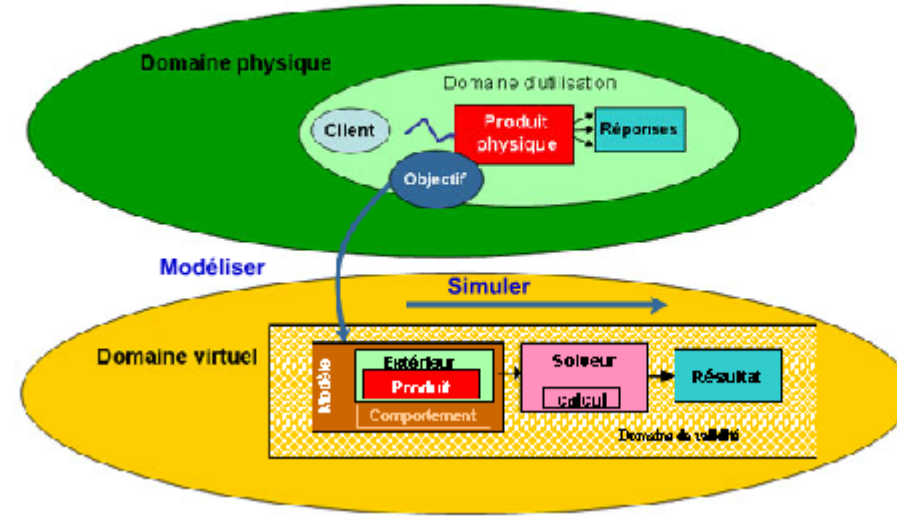 Domaine physique
Domaine d'utilisation
Client
Produit
physique
Réponses
Objectif
Modéliser
Simuler
Domaine virtuel
Modèle
Extérieur
Produit
Comportement
Solveur
calcul
Résultat
Domaine de validité